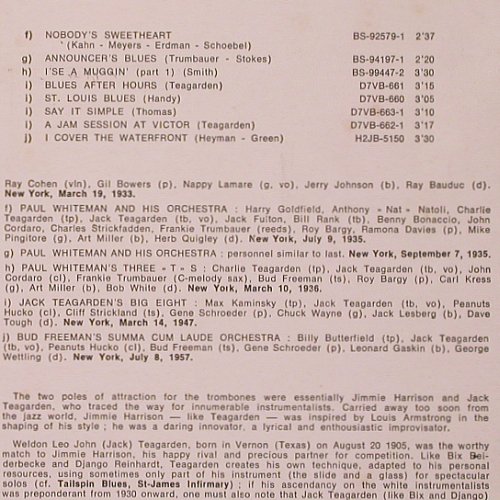 f) NOBODY'S SWEETHEART BS-92579-1 2'37
(Kahn - Meyers - Erdman - Schoebel)
g) ANNOUNCER'S BLUES (Trumbauer - Stokes) BS-94197-1 2'20
h) I'SE A MUGGIN' (part 1) (Smith) BS-99447-2 3'30
i) BLUES AFTER HOURS (Teagarden) D7VB-661 3'15
i) ST. LOUIS BLUES (Handy) D7VB-660 3'05
i) SAY IT SIMPLE (Thomas) D7VB-663-1 3'10
i) A JAM SESSION AT VICTOR (Teagarden) D7VB-662-1 3'17
j) I COVER THE WATERFRONT (Heyman - Green) H2JB-5150 3'30
Ray Cohen (vln), Gil Bowers (p), Nappy Lamare (g, vo), Jerry Johnson (b), Ray Bauduc (d).
New York, March 19, 1933.
f) PAUL WHITEMAN AND HIS ORCHESTRA : Harry Goldfield, Anthony « Nat » Natoli, Charlie
Teagarden (tp), Jack Teagarden (tb, vo), Jack Fulton, Bill Rank (tb), Benny Bonaccio, John
Cordaro, Charles Strickfadden, Frankie Trumbauer (reeds), Roy Bargy, Ramona Davies (p), Mike
Pingitore (g), Art Miller (b), Herb Quigley (d). New York, July 9, 1935.
g) PAUL WHITEMAN AND HIS ORCHESTRA : personnel similar to last. New York, September 7, 1935.
h) PAUL WHITEMAN'S THREE « T » S : Charlie Teagarden (tp), Jack Teagarden (tb, vo), John
Cordaro (cl), Frankie Trumbauer (C-melody sax), Bud Freeman (ts), Roy Bargy (p), Carl Kress
(g), Art Miller (b), Bob White (d). New York, March 10, 1936.
i) JACK TEAGARDEN'S BIG EIGHT : Max Kaminsky (tp), Jack Teagarden (tb, vo), Peanuts
Hucko (cl), Cliff Strickland (ts), Gene Schroeder (p), Chuck Wayne (g), Jack Lesberg (b), Dave
Tough (d). New York, March 14, 1947.
j) BUD FREEMAN'S SUMMA CUM LAUDE ORCHESTRA : Billy Butterfield (tp), Jack Teagarden
(tb, vo), Peanuts Hucko (cl), Bud Freeman (ts), Gene Schroeder (p), Leonard Gaskin (b), George
Wettling (d). New York, July 8, 1957.
The two poles of attraction for the trombones were essentially Jimmie Harrison and Jack
Teagarden, who traced the way for innumerable instrumentalists. Carried away too soon from
the jazz world, Jimmie Harrison — like Teagarden — was inspired by Louis Armstrong in the
shaping of his style ; he was a daring innovator, a lyrical and enthusiastic improvisator.
Weldon Leo John (Jack) Teagarden, born in Vernon (Texas) on August 20 1905, was the worthy
match to Jimmie Harrison, his happy rival and precious partner for competition. Like Bix Bei-
derbecke and Django Reinhardt, Teagarden creates his own technique, adapted to his personal
resources, using sometimes only part of his instrument (the slide and a glass) for spectacular
solos (cf. Tailspin Blues, St-James Infirmary) ; if his ascendancy on the white instrumentalists
was preponderant from 1930 onward, one must also note that Jack Teagarden (like Bix and Django)